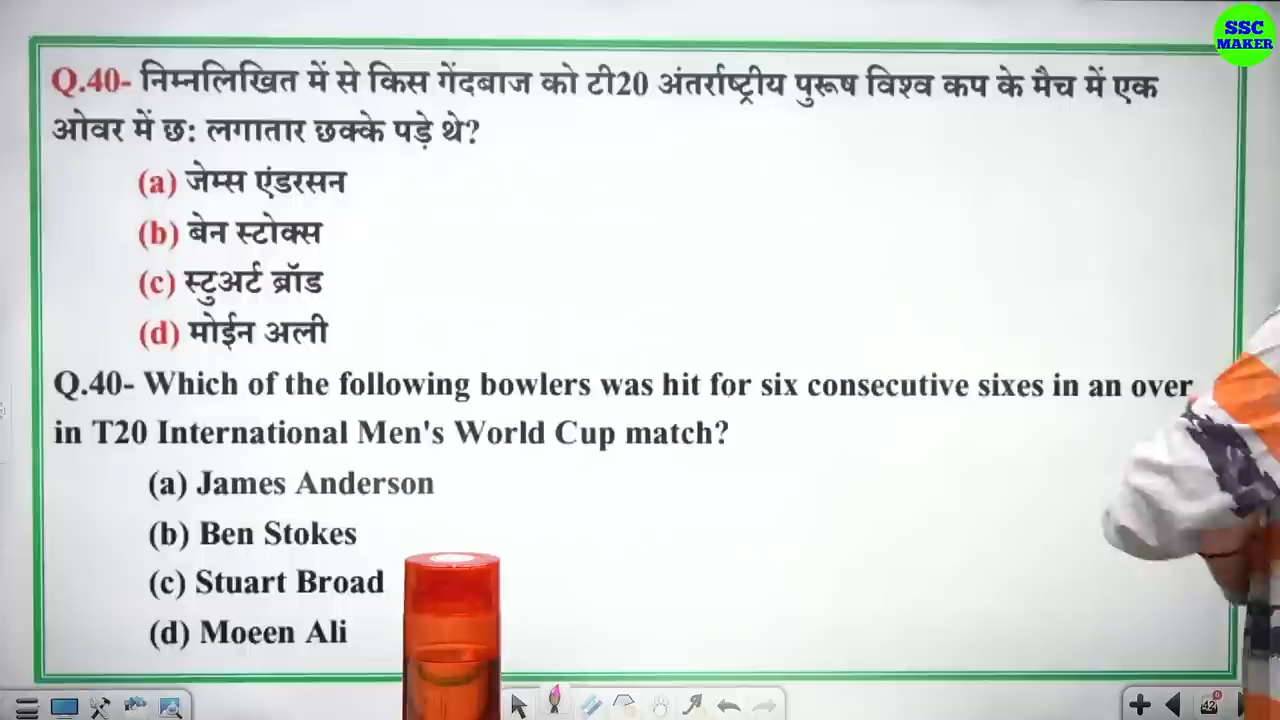 SSC
MAKER
Q.40- निम्नलिखित में से किस गेंदबाज को टी20 अंतर्राष्ट्रीय पुरूष विश्व कप के मैच में एक
ओवर में छ: लगातार छक्के पड़े थे?
(a) जेम्स एंडरसन
(b) बेन स्टोक्स
(c) स्टुअर्ट ब्रॉड
(d) मोईन अली
Q.40- Which of the following bowlers was hit for six consecutive sixes in an over
in T20 International Men's World Cup match?
(a) James Anderson
(b) Ben Stokes
(c) Stuart Broad
(d) Moeen Ali
42